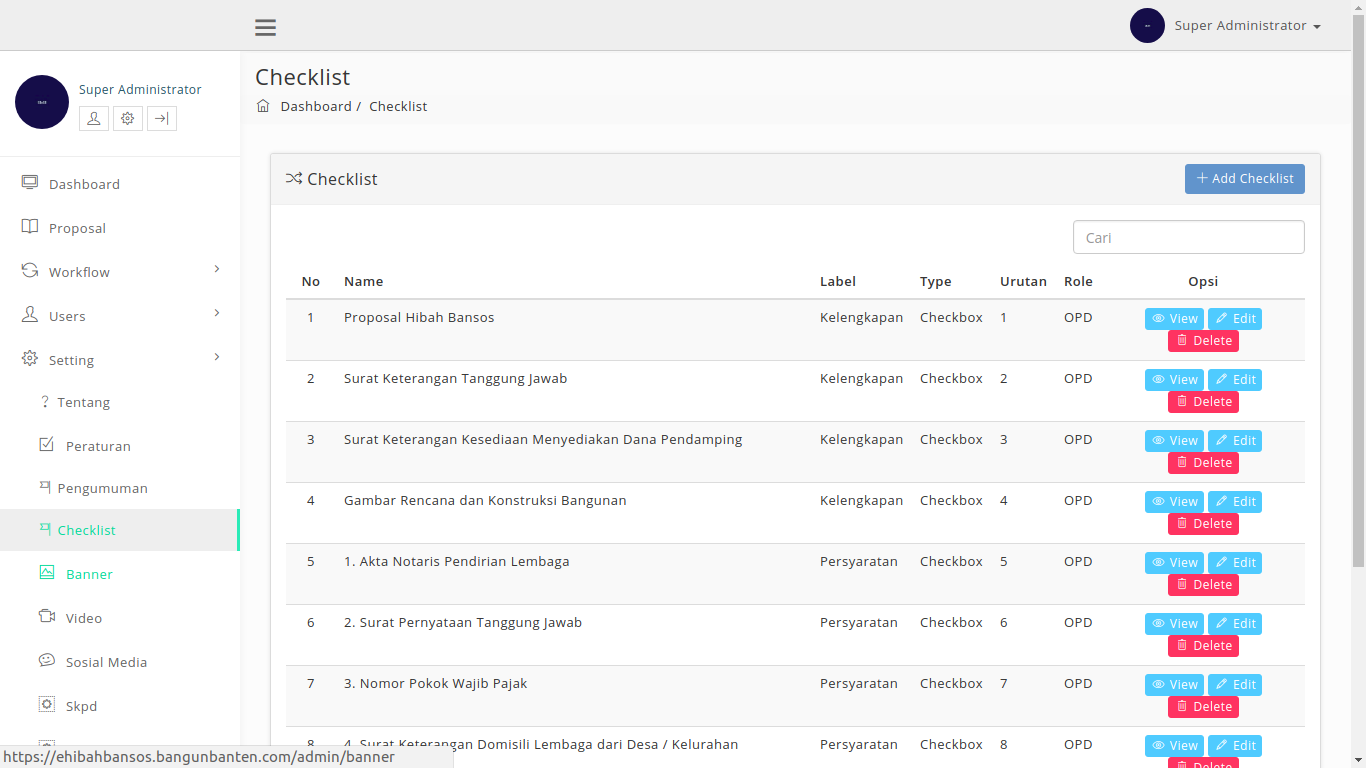 Super Administrator
Super Administrator
Dashboard
Proposal
Workflow
Users
Setting
? Tentang
Peraturan
Pengumuman
Checklist
Banner
Video
Sosial Media
Skpd
Checklist
Dashboard / Checklist
Checklist
+ Add Checklist
Cari
No Name Label Type Urutan Role Opsi
1 Proposal Hibah Bansos Kelengkapan Checkbox 1 OPD View Edit
Delete
2 Surat Keterangan Tanggung Jawab Kelengkapan Checkbox 2 OPD View Edit
Delete
3 Surat Keterangan Kesediaan Menyediakan Dana Pendamping Kelengkapan Checkbox 3 OPD View Edit
Delete
4 Gambar Rencana dan Konstruksi Bangunan Kelengkapan Checkbox 4 OPD View Edit
Delete
5 1. Akta Notaris Pendirian Lembaga Persyaratan Checkbox 5 OPD View Edit
Delete
6 2. Surat Pernyataan Tanggung Jawab Persyaratan Checkbox 6 OPD View Edit
Delete
7 3. Nomor Pokok Wajib Pajak Persyaratan Checkbox 7 OPD View Edit
Delete
8 4. Surat Keterangan Domisili Lembaga dari Desa / Kelurahan Persyaratan Checkbox 8 OPD View Edit
Delete
https://ehibahbansos.bangunbanten.com/admin/banner